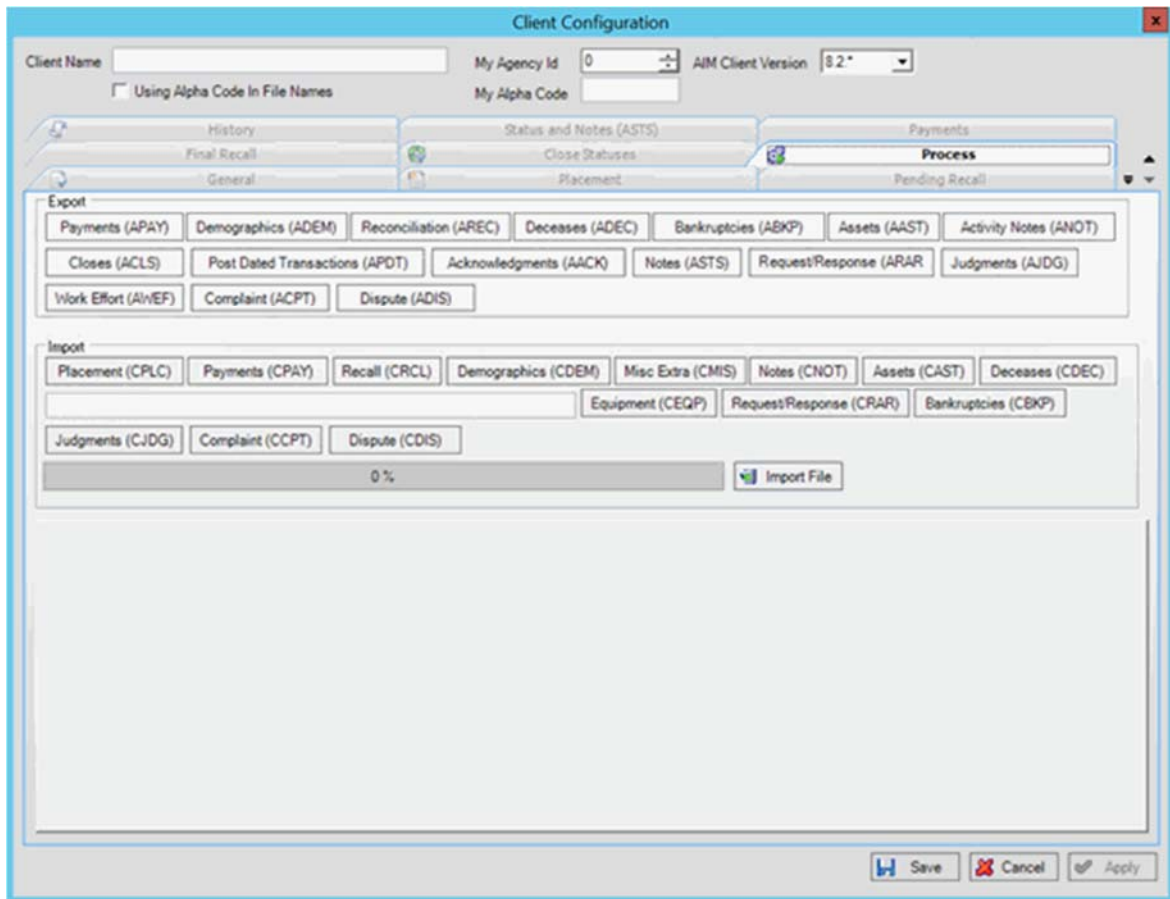 Client Configuration
x
Client Name My Agency Id 0 AIM Client Version 8.2.*
Using Alpha Code In File Names My Alpha Code
History Status and Notes (ASTS) Payments
Final Recall Close Statuses Process
General Placement Pending Recall
Export
Payments (APAY) Demographics (ADEM) Reconciliation (AREC) Deceases (ADEC) Bankruptcies (ABKP) Assets (AAST) Activity Notes (ANOT)
Closes (ACLS) Post Dated Transactions (APDT) Acknowledgments (AACK) Notes (ASTS) Request/Response (ARAR Judgments (AJDG)
Work Effort (AWEF) Complaint (ACPT) Dispute (ADIS)
Import
Placement (CPLC) Payments (CPAY) Recall (CRCL) Demographics (CDEM) Misc Extra (CMIS) Notes (CNOT) Assets (CAST) Deceases (CDEC)
Equipment (CEQP) Request/Response (CRAR) Bankruptcies (CBKP)
Judgments (CJDG) Complaint (CCPT) Dispute (CDIS)
0 % Import File
Save Cancel Apply